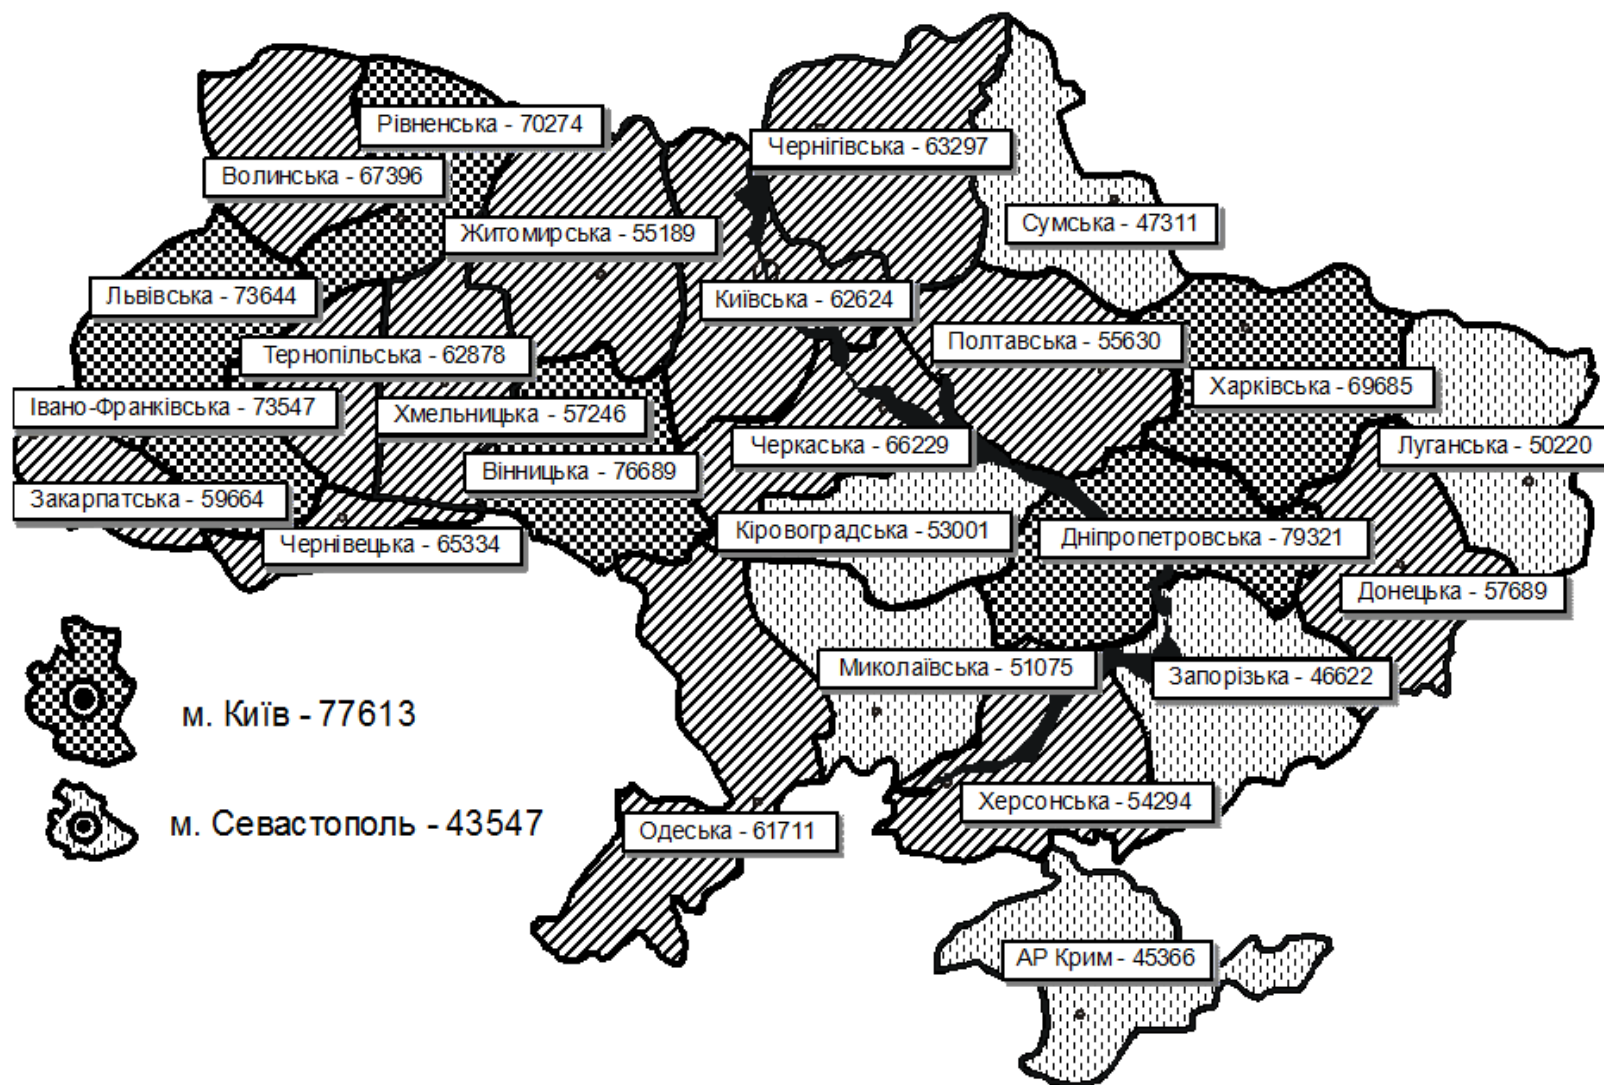 Рівненська - 70274
Чернігівська - 63297
Волинська - 67396
Сумська - 47311
Житомирська - 55189
Львівська - 73644
Київська - 62624
Тернопільська - 62878
Полтавська - 55630
Харківська - 69685
Івано-Франківська - 73547
Хмельницька - 57246
Черкаська - 66229
Луганська - 50220
Вінницька - 76689
Закарпатська - 59664
Кіровоградська - 53001
Дніпропетровська - 79321
Чернівецька - 65334
Донецька - 57689
Миколаївська - 51075
Запорізька - 46622
м. Київ - 77613
Херсонська - 54294
м. Севастополь - 43547
Одеська - 61711
АР Крим - 45366